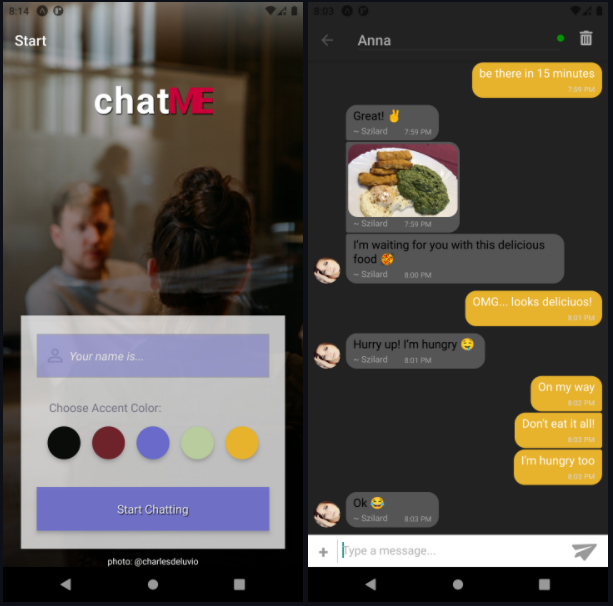 8:14
Start
chatME
Your name is...
Choose Accent Color:
Start Chatting
photo: @charlesdeluvio
8:03
Anna
be there in 15 minutes
7:58 PM
Great! ✌
~ Szilard 7:59 PM
~ Szilard 7:59 PM
I'm waiting for you with this delicious
food 🥵
~ Szilard 8:00 PM
OMG... looks deliciuos!
8:01 PM
Hurry up! I'm hungry 🤤
~ Szilard 8:01 PM
On my way
8:02 PM
Don't eat it all!
8:03 PM
I'm hungry too
8:03 PM
Ok 😂
~ Szilard 8:03 PM
Type a message...